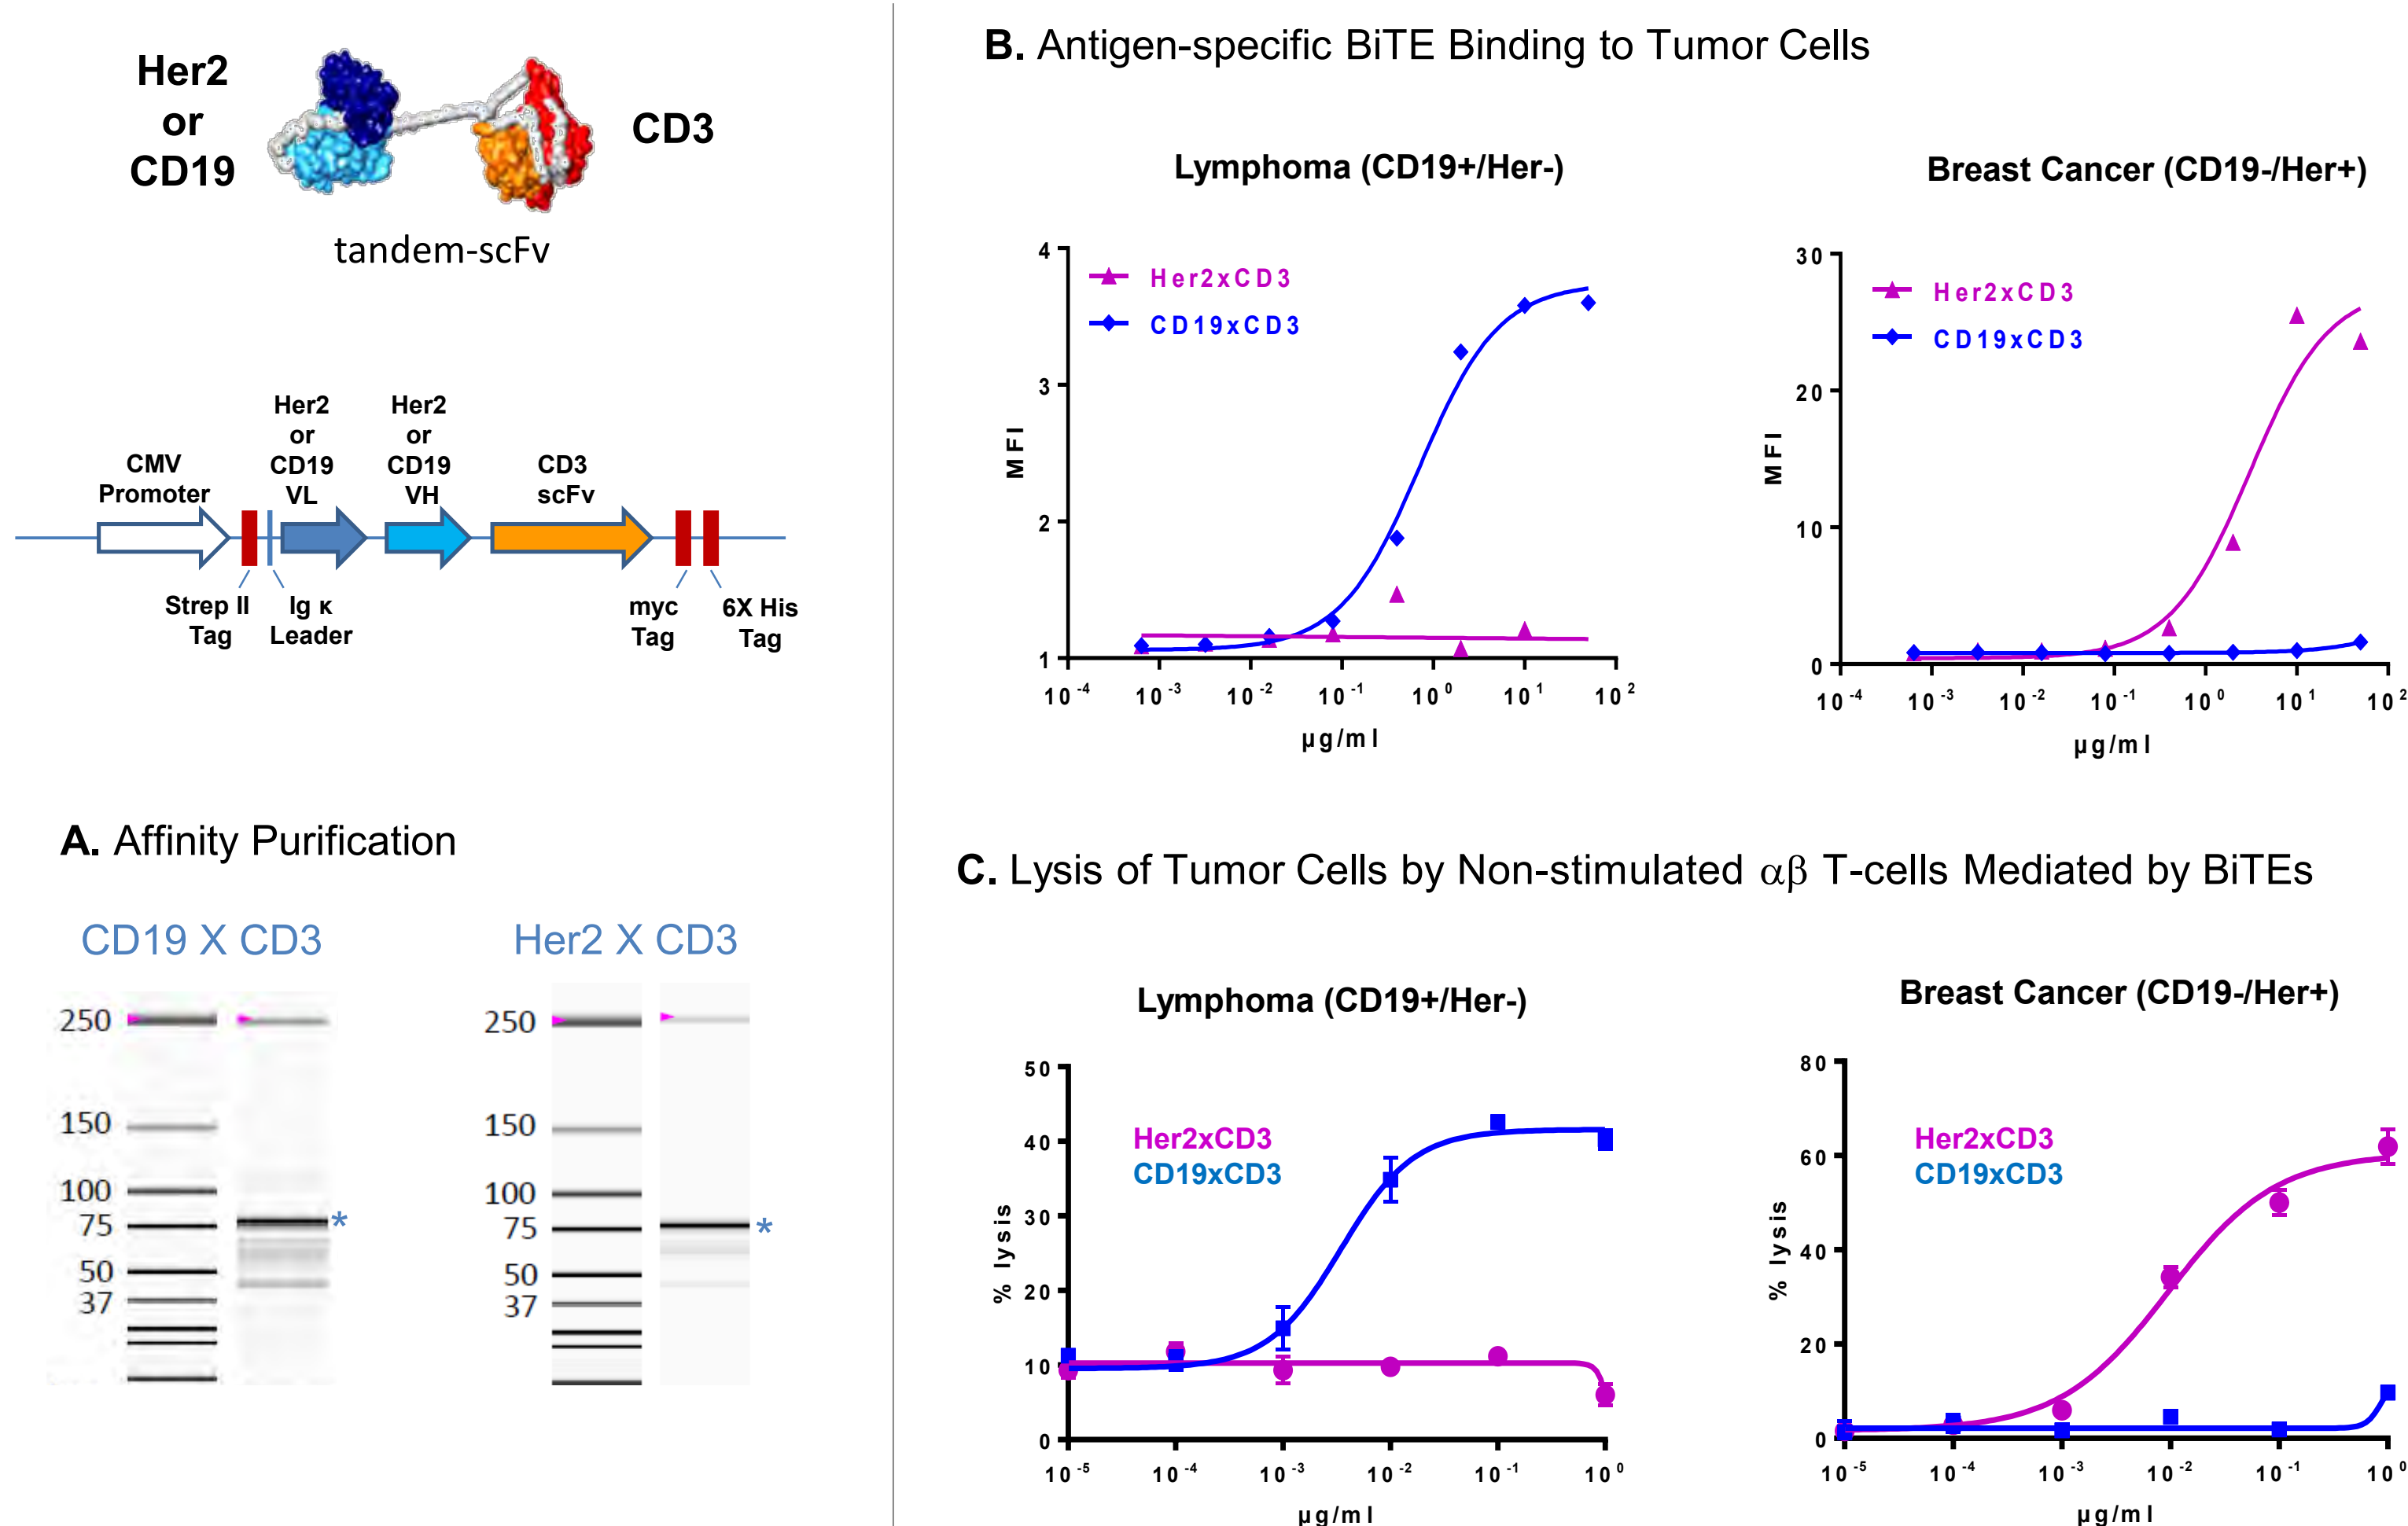 Her2
or
CD19
CD3
tandem-scFv
CMV
Promoter
Her2
or
CD19
VL
Her2
or
CD19
VH
CD3
scFv
Strep II
Tag
Ig κ
Leader
myc
Tag
6X His
Tag
A. Affinity Purification
CD19 X CD3
250
150
100
75
50
37
*
Her2 X CD3
250
150
100
75
50
37
*
B. Antigen-specific BiTE Binding to Tumor Cells
Lymphoma (CD19+/Her-)
Her2xCD3
CD19xCD3
MFI
4
3
2
1
10-4 10-3 10-2 10-1 100 101 102
µg/ml
Breast Cancer (CD19-/Her+)
Her2xCD3
CD19xCD3
MFI
30
20
10
0
10-4 10-3 10-2 10-1 100 101 102
µg/ml
C. Lysis of Tumor Cells by Non-stimulated αβ T-cells Mediated by BiTEs
Lymphoma (CD19+/Her-)
Her2xCD3
CD19xCD3
% lysis
50
40
30
20
10
0
10-5 10-4 10-3 10-2 10-1 100
µg/ml
Breast Cancer (CD19-/Her+)
Her2xCD3
CD19xCD3
% lysis
80
60
40
20
0
10-5 10-4 10-3 10-2 10-1 100
µg/ml